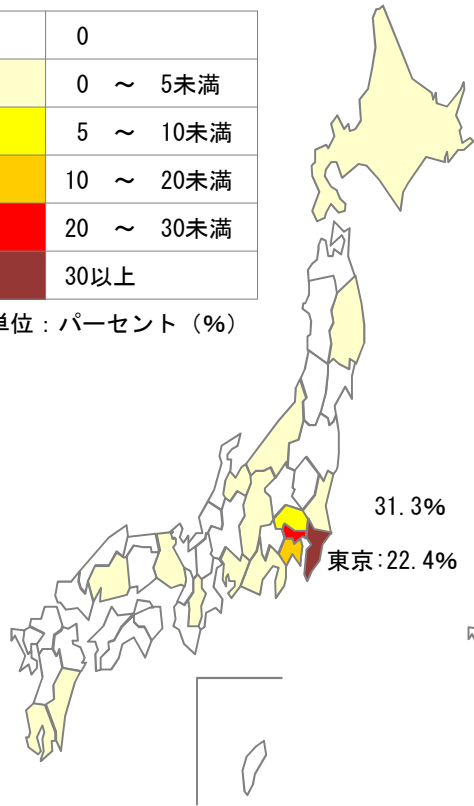 0
0 ～ 5未満
5 ～ 10未満
10 ～ 20未満
20 ～ 30未満
30以上
単位：パーセント（%）
31.3%
東京:22.4%